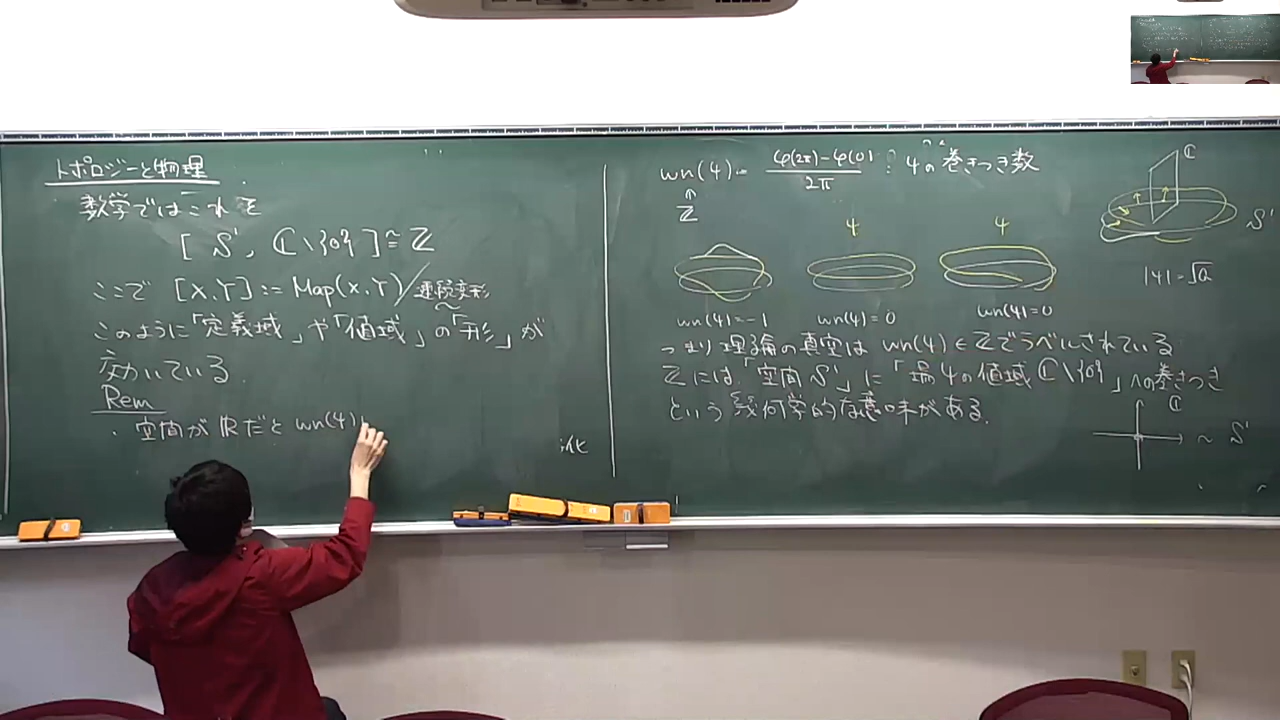 トポロジーと物理
数学ではこれを
[S¹, ℂ\{0}] ≅ ℤ
ここで [X,Y] := Map(X,Y)/連続変形
このように「定義域」や「値域」の「形」が
効いている.
Rem
・空間が ℝ だと wn(ψ)
wn(ψ) = (φ(2π)-φ(0))/2π : ψの巻きつき数
ℤ
ℂ
S¹
|ψ| = √a
ψ
ψ
wn(ψ)=-1
wn(ψ)=0
wn(ψ)=0
つまり理論の真空は wn(ψ) ∈ ℤ でラベルされている
ℤ には「空間 S¹」に「場ψの値域 ℂ\{0}」への巻きつき
という幾何学的な意味がある.
ℂ
~ S¹